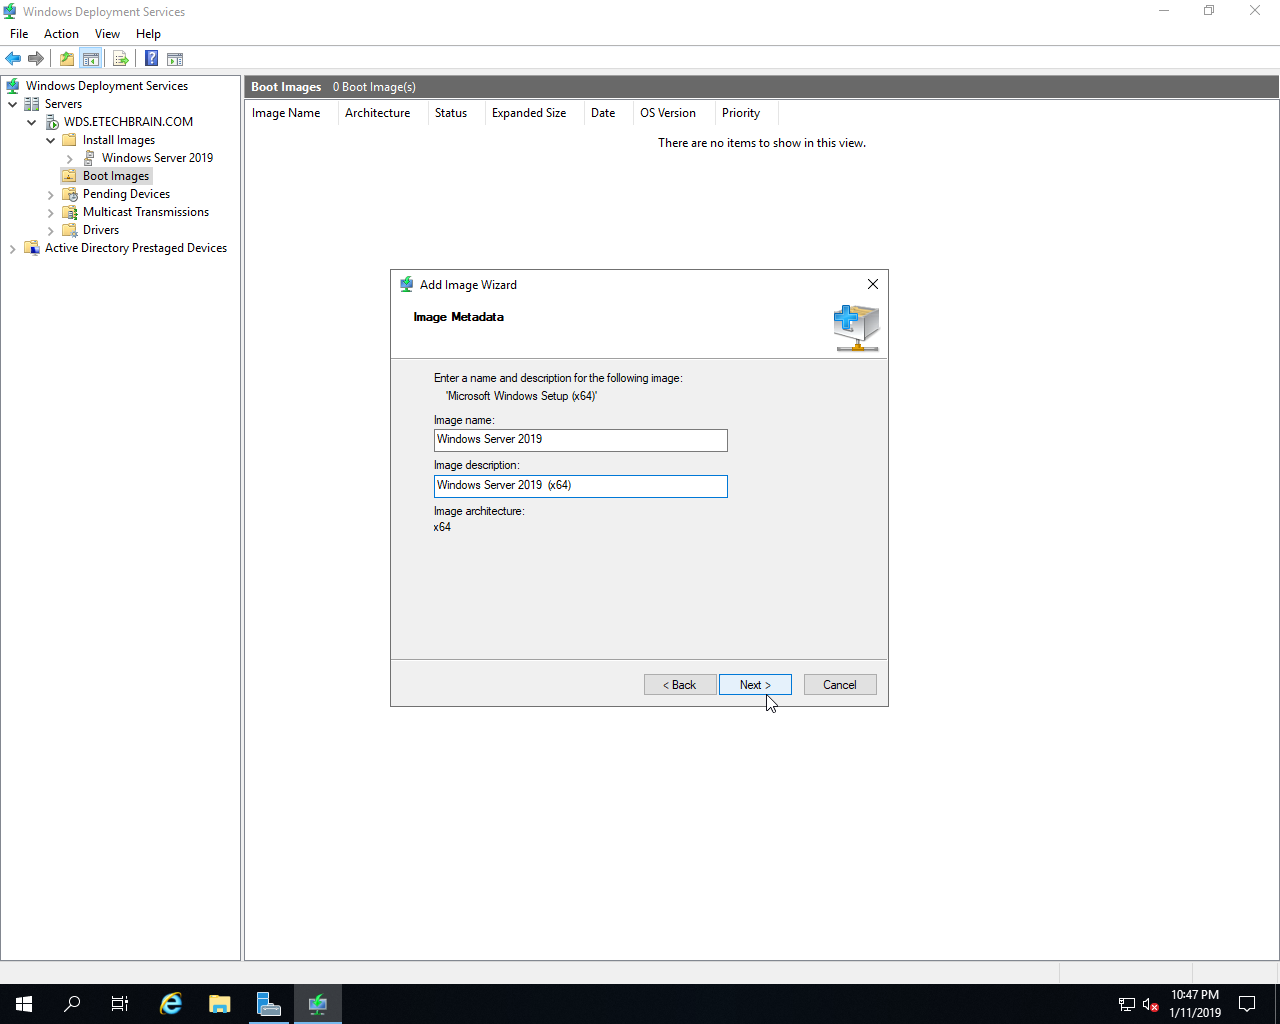 Windows Deployment Services
File Action View Help
Windows Deployment Services
Servers
WDS.ETECHBRAIN.COM
Install Images
Windows Server 2019
Boot Images
Pending Devices
Multicast Transmissions
Drivers
Active Directory Prestaged Devices
Boot Images 0 Boot Image(s)
Image Name Architecture Status Expanded Size Date OS Version Priority
There are no items to show in this view.
Add Image Wizard
Image Metadata
Enter a name and description for the following image:
'Microsoft Windows Setup (x64)'
Image name:
Windows Server 2019
Image description:
Windows Server 2019 (x64)
Image architecture:
x64
< Back Next > Cancel
10:47 PM
1/11/2019